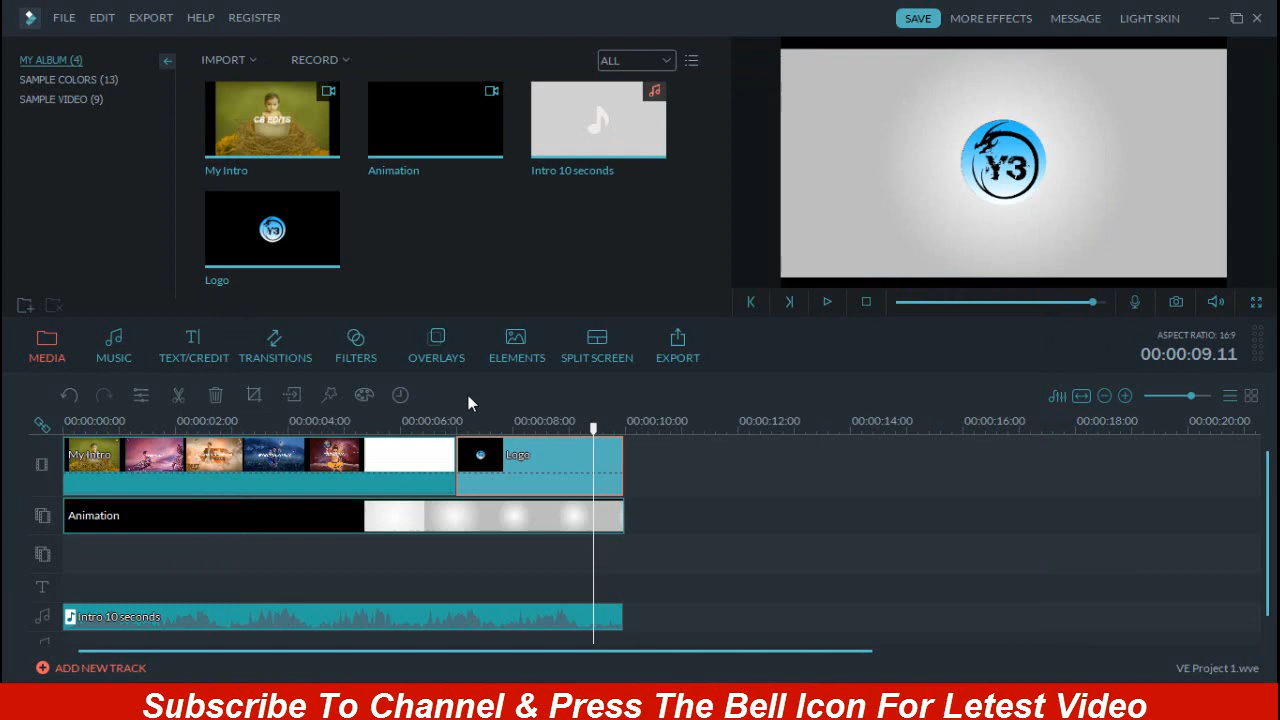 FILE EDIT EXPORT HELP REGISTER SAVE MORE EFFECTS MESSAGE LIGHT SKIN
MY ALBUM (4)
SAMPLE COLORS (13)
SAMPLE VIDEO (9)
IMPORT RECORD ALL
CB EDITS
My Intro Animation Intro 10 seconds
Y3
Logo
Y3
MEDIA MUSIC TEXT/CREDIT TRANSITIONS FILTERS OVERLAYS ELEMENTS SPLIT SCREEN EXPORT
ASPECT RATIO: 16:9
00:00:09.11
00:00:00:00 00:00:02:00 00:00:04:00 00:00:06:00 00:00:08:00 00:00:10:00 00:00:12:00 00:00:14:00 00:00:16:00 00:00:18:00 00:00:20:00
My Intro Logo
Animation
Intro 10 seconds
ADD NEW TRACK VE Project 1.wve
Subscribe To Channel & Press The Bell Icon For Letest Video